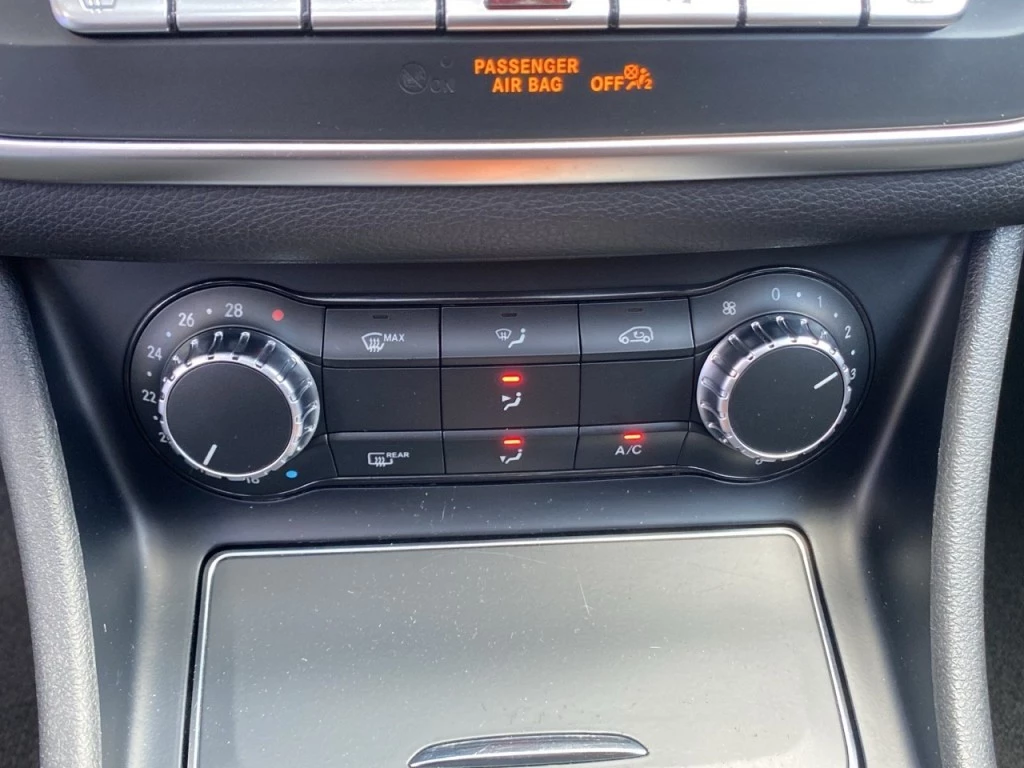 PASSENGER
AIR BAG
OFF
ON
28
26
24
22
MAX
REAR
A/C
0
1
2
3